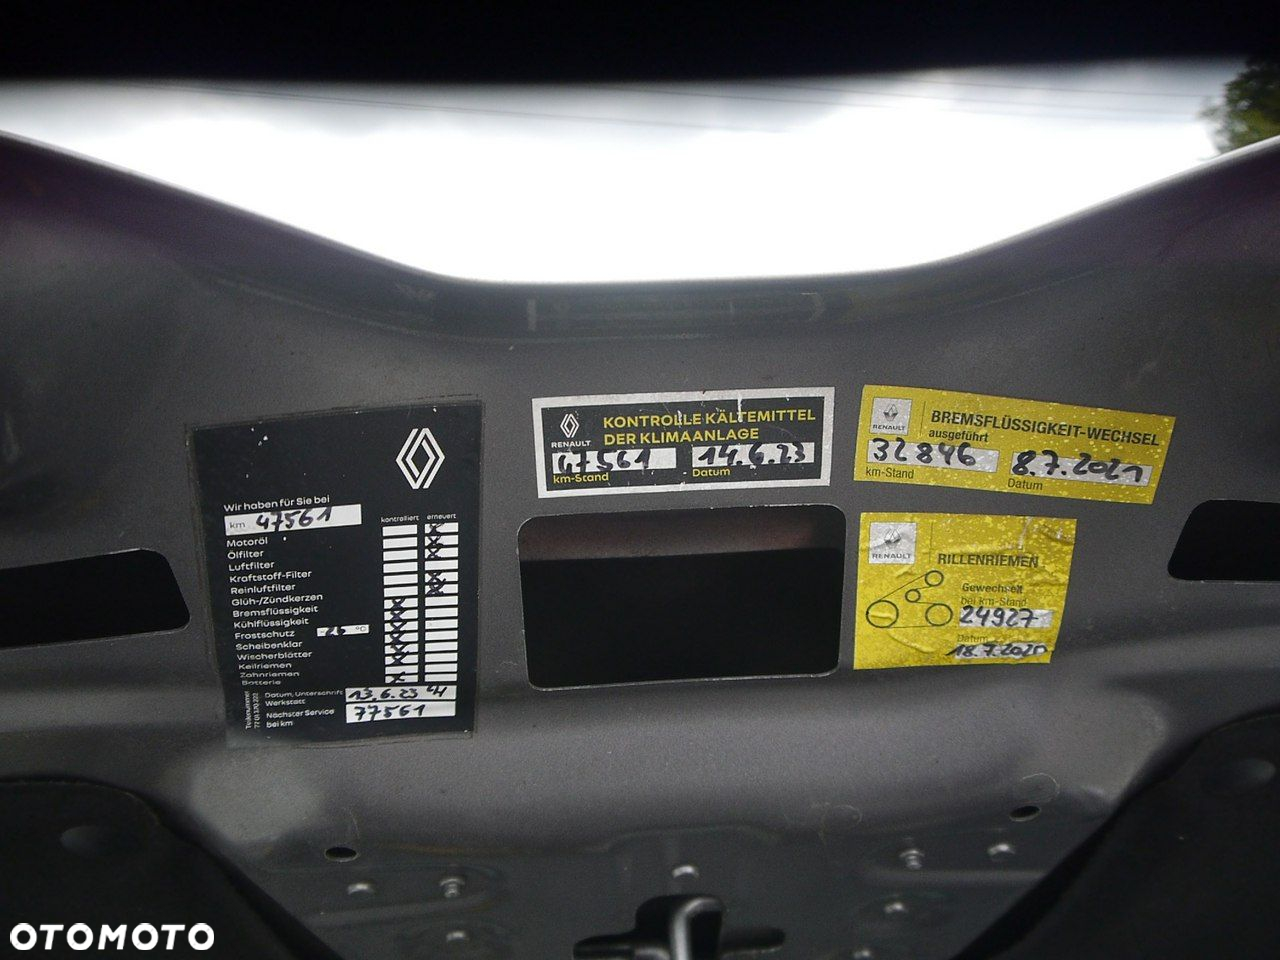 Wir haben für Sie bei
km 47561
kontrolliert erneuert
Motoröl
Ölfilter
Luftfilter
Kraftstoff-Filter
Reinluftfilter
Glüh-/Zündkerzen
Bremsflüssigkeit
Kühlflüssigkeit
Frostschutz °C
Scheibenklar
Wischerblätter
Keilriemen
Zahnriemen
Batterie
Datum, Unterschrift 13.6.23
Werkstatt
Nächster Service 77561
bei km
Teilenummer
RENAULT
KONTROLLE KÄLTEMITTEL
DER KLIMAANLAGE
47561 14.6.23
km-Stand Datum
RENAULT
BREMSFLÜSSIGKEIT-WECHSEL
ausgeführt
32846 8.7.2021
km-Stand Datum
RENAULT
RILLENRIEMEN
Gewechselt
bei km-Stand
24927
Datum
18.7.2020
OTOMOTO